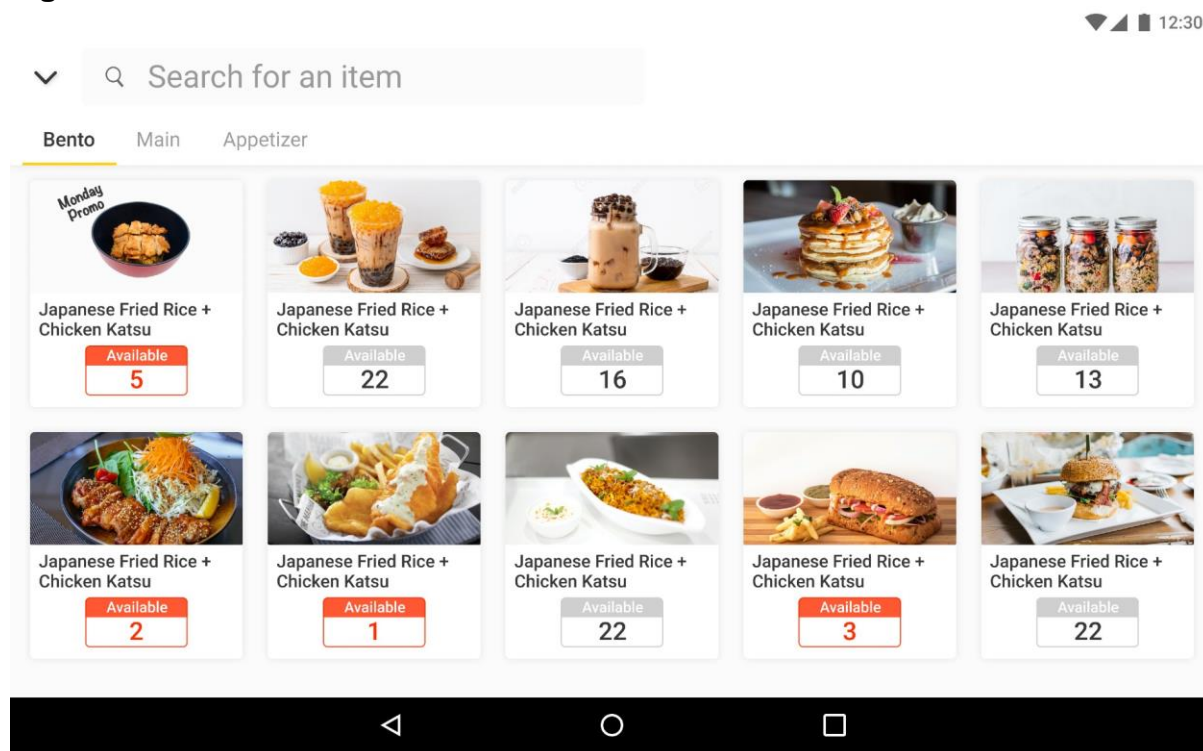 12:30
Search for an item
Bento Main Appetizer
Monday
Promo
Japanese Fried Rice +
Chicken Katsu
Available
5
Japanese Fried Rice +
Chicken Katsu
Available
22
Japanese Fried Rice +
Chicken Katsu
Available
16
Japanese Fried Rice +
Chicken Katsu
Available
10
Japanese Fried Rice +
Chicken Katsu
Available
13
Japanese Fried Rice +
Chicken Katsu
Available
2
Japanese Fried Rice +
Chicken Katsu
Available
1
Japanese Fried Rice +
Chicken Katsu
Available
22
Japanese Fried Rice +
Chicken Katsu
Available
3
Japanese Fried Rice +
Chicken Katsu
Available
22